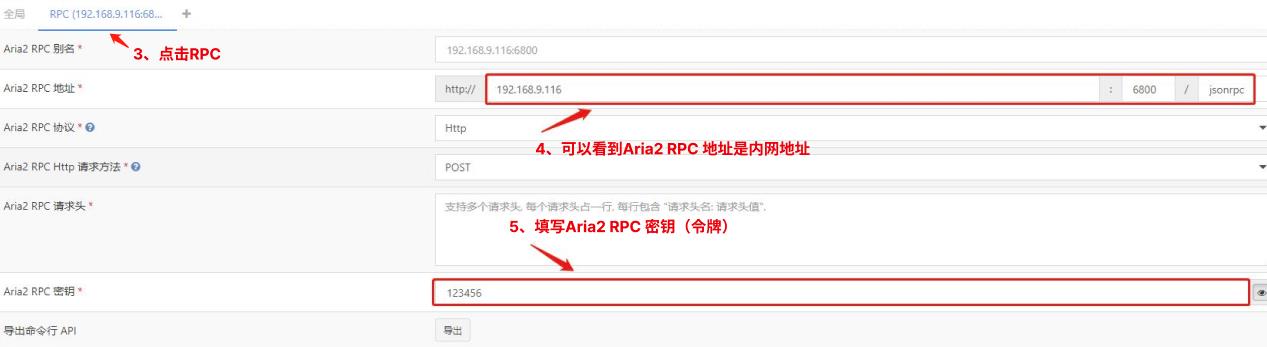 全局 RPC (192.168.9.116:68... +
3、点击RPC
Aria2 RPC 别名 * 192.168.9.116:6800
Aria2 RPC 地址 * http:// 192.168.9.116 : 6800 / jsonrpc
Aria2 RPC 协议 * Http
4、可以看到Aria2 RPC 地址是内网地址
Aria2 RPC Http 请求方法 * POST
Aria2 RPC 请求头 * 支持多个请求头, 每个请求头占一行, 每行包含 "请求头名: 请求头值".
5、填写Aria2 RPC 密钥（令牌）
Aria2 RPC 密钥 * 123456
导出命令行 API 导出